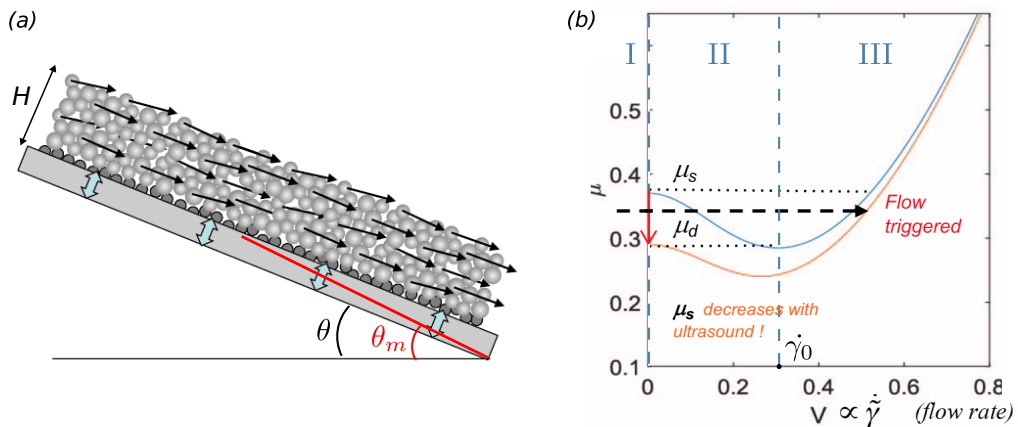 (a)
H
θ
θm
(b)
I
II
III
0.5
0.4
μ
0.3
0.2
0.1
μs
μd
Flow
triggered
μs decreases with
ultrasound !
γ̇0
0
0.2
0.4
0.6
0.8
V ∝ γ̃̇ (flow rate)